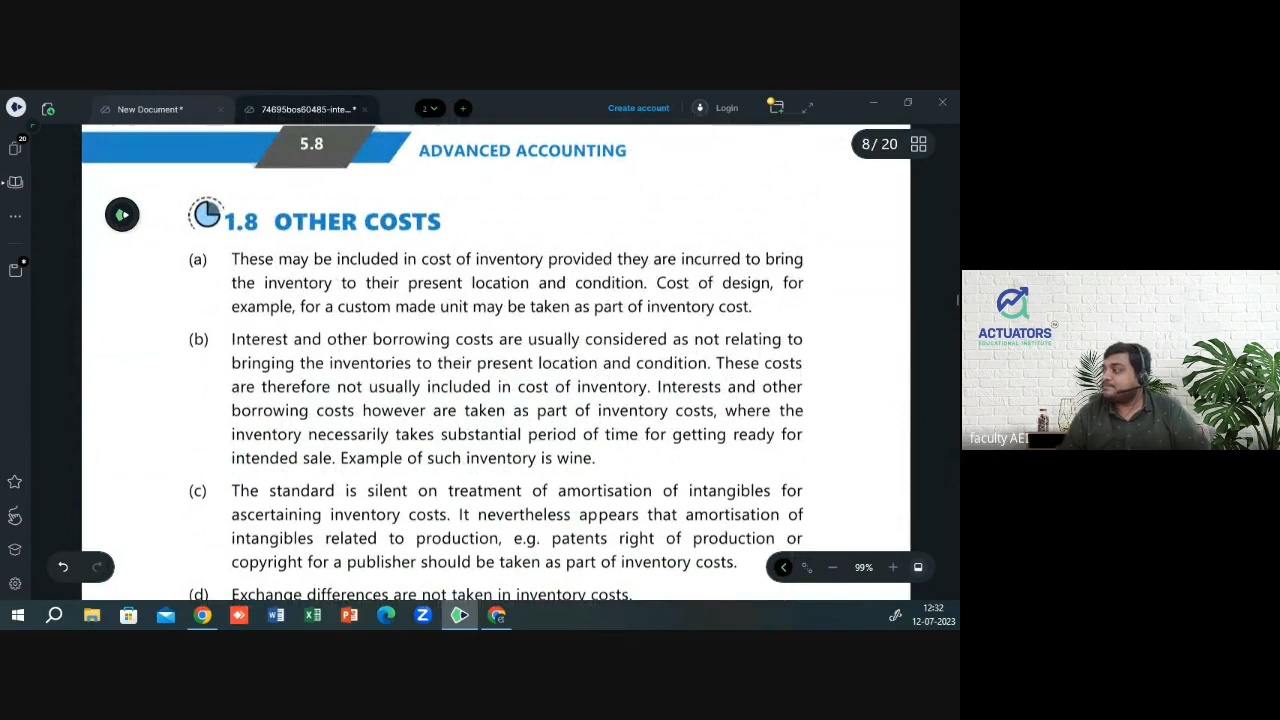 New Document*
74695bos60485-inte...*
2
Create account
Login
20
5.8
ADVANCED ACCOUNTING
8/20
1.8 OTHER COSTS
(a) These may be included in cost of inventory provided they are incurred to bring
the inventory to their present location and condition. Cost of design, for
example, for a custom made unit may be taken as part of inventory cost.
(b) Interest and other borrowing costs are usually considered as not relating to
bringing the inventories to their present location and condition. These costs
are therefore not usually included in cost of inventory. Interests and other
borrowing costs however are taken as part of inventory costs, where the
inventory necessarily takes substantial period of time for getting ready for
intended sale. Example of such inventory is wine.
(c) The standard is silent on treatment of amortisation of intangibles for
ascertaining inventory costs. It nevertheless appears that amortisation of
intangibles related to production, e.g. patents right of production or
copyright for a publisher should be taken as part of inventory costs.
(d) Exchange differences are not taken in inventory costs.
99%
12:32
12-07-2023
ACTUATORS
EDUCATIONAL INSTITUTE
faculty AEI